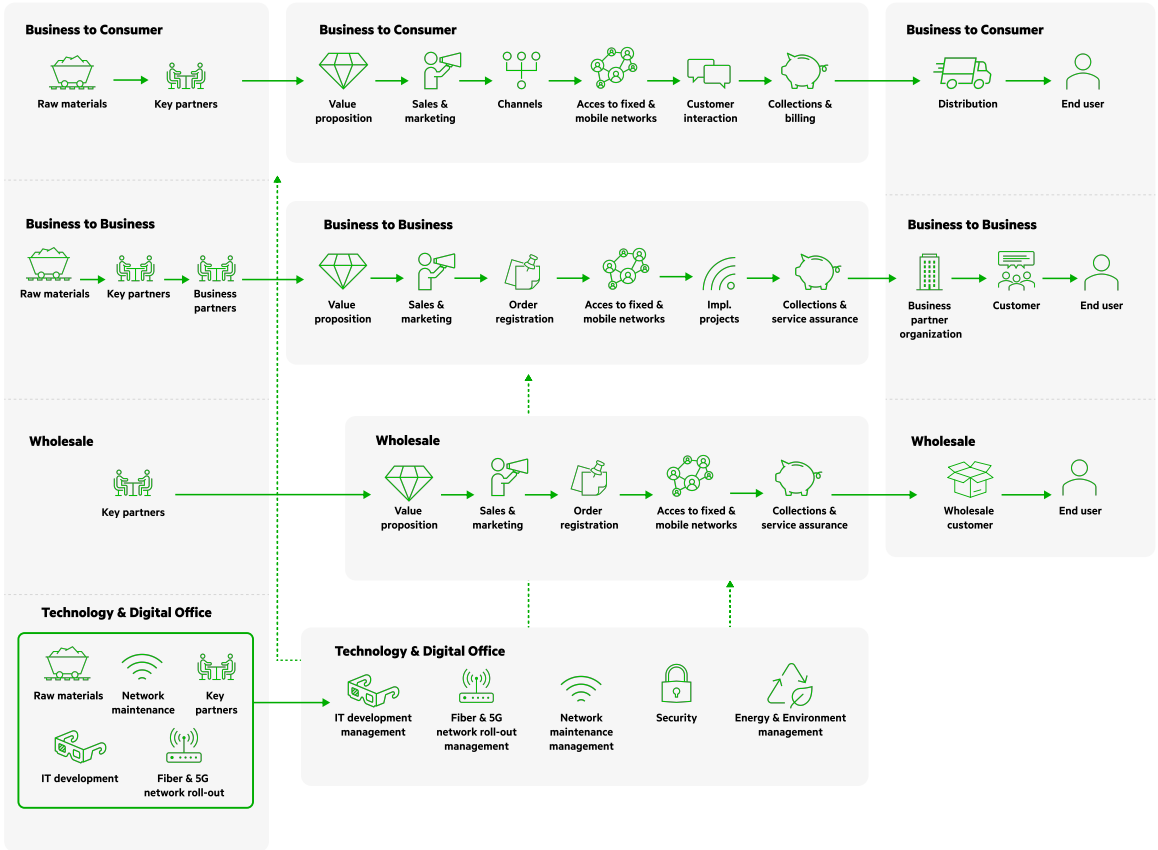 Business to Consumer
Raw materials
Key partners
Business to Consumer
Value
proposition
Sales &
marketing
Channels
Acces to fixed &
mobile networks
Customer
interaction
Collections &
billing
Business to Consumer
Distribution
End user
Business to Business
Raw materials
Key partners
Business
partners
Business to Business
Value
proposition
Sales &
marketing
Order
registration
Acces to fixed &
mobile networks
Impl.
projects
Collections &
service assurance
Business to Business
Business
partner
organization
Customer
End user
Wholesale
Key partners
Wholesale
Value
proposition
Sales &
marketing
Order
registration
Acces to fixed &
mobile networks
Collections &
service assurance
Wholesale
Wholesale
customer
End user
Technology & Digital Office
Raw materials
Network
maintenance
Key
partners
IT development
Fiber & 5G
network roll-out
Technology & Digital Office
IT development
management
Fiber & 5G
network roll-out
management
Network
maintenance
management
Security
Energy & Environment
management